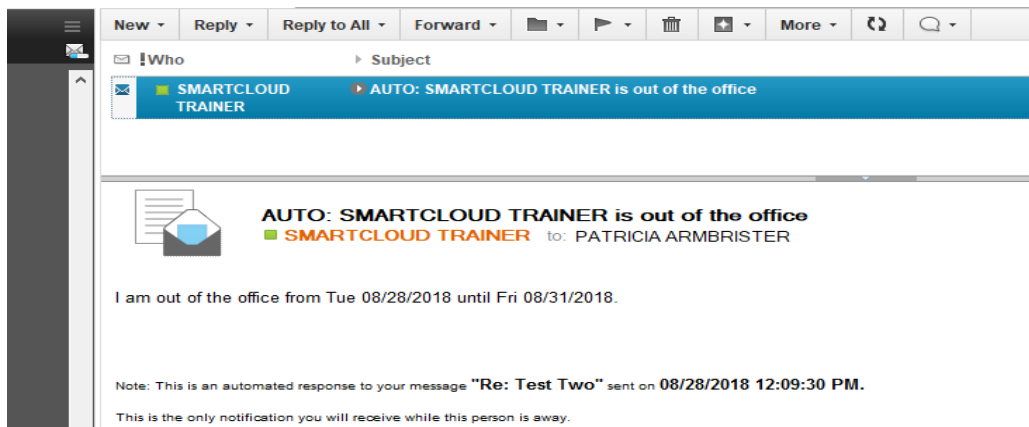 New Reply Reply to All Forward More
!Who Subject
SMARTCLOUD AUTO: SMARTCLOUD TRAINER is out of the office
TRAINER
AUTO: SMARTCLOUD TRAINER is out of the office
SMARTCLOUD TRAINER to: PATRICIA ARMBRISTER
I am out of the office from Tue 08/28/2018 until Fri 08/31/2018.
Note: This is an automated response to your message "Re: Test Two" sent on 08/28/2018 12:09:30 PM.
This is the only notification you will receive while this person is away.